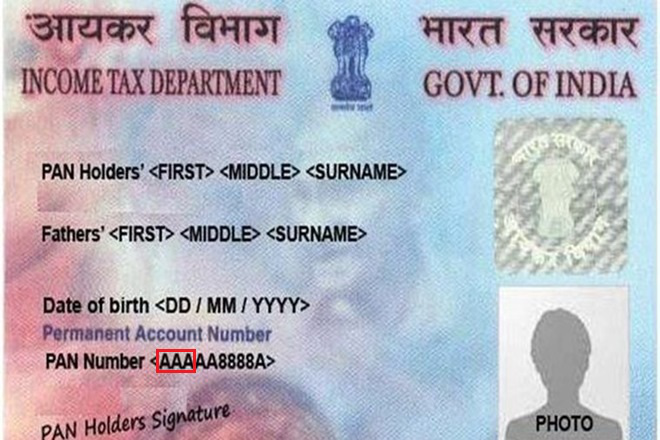 आयकर विभाग भारत सरकार
INCOME TAX DEPARTMENT GOVT. OF INDIA
सत्यमेव जयते
भारत सरकार
आयकर विभाग
PAN Holders' <FIRST> <MIDDLE> <SURNAME>
Fathers' <FIRST> <MIDDLE> <SURNAME>
Date of birth <DD / MM / YYYY>
Permanent Account Number
PAN Number <AAAAA8888A>
PAN Holders Signature
PHOTO